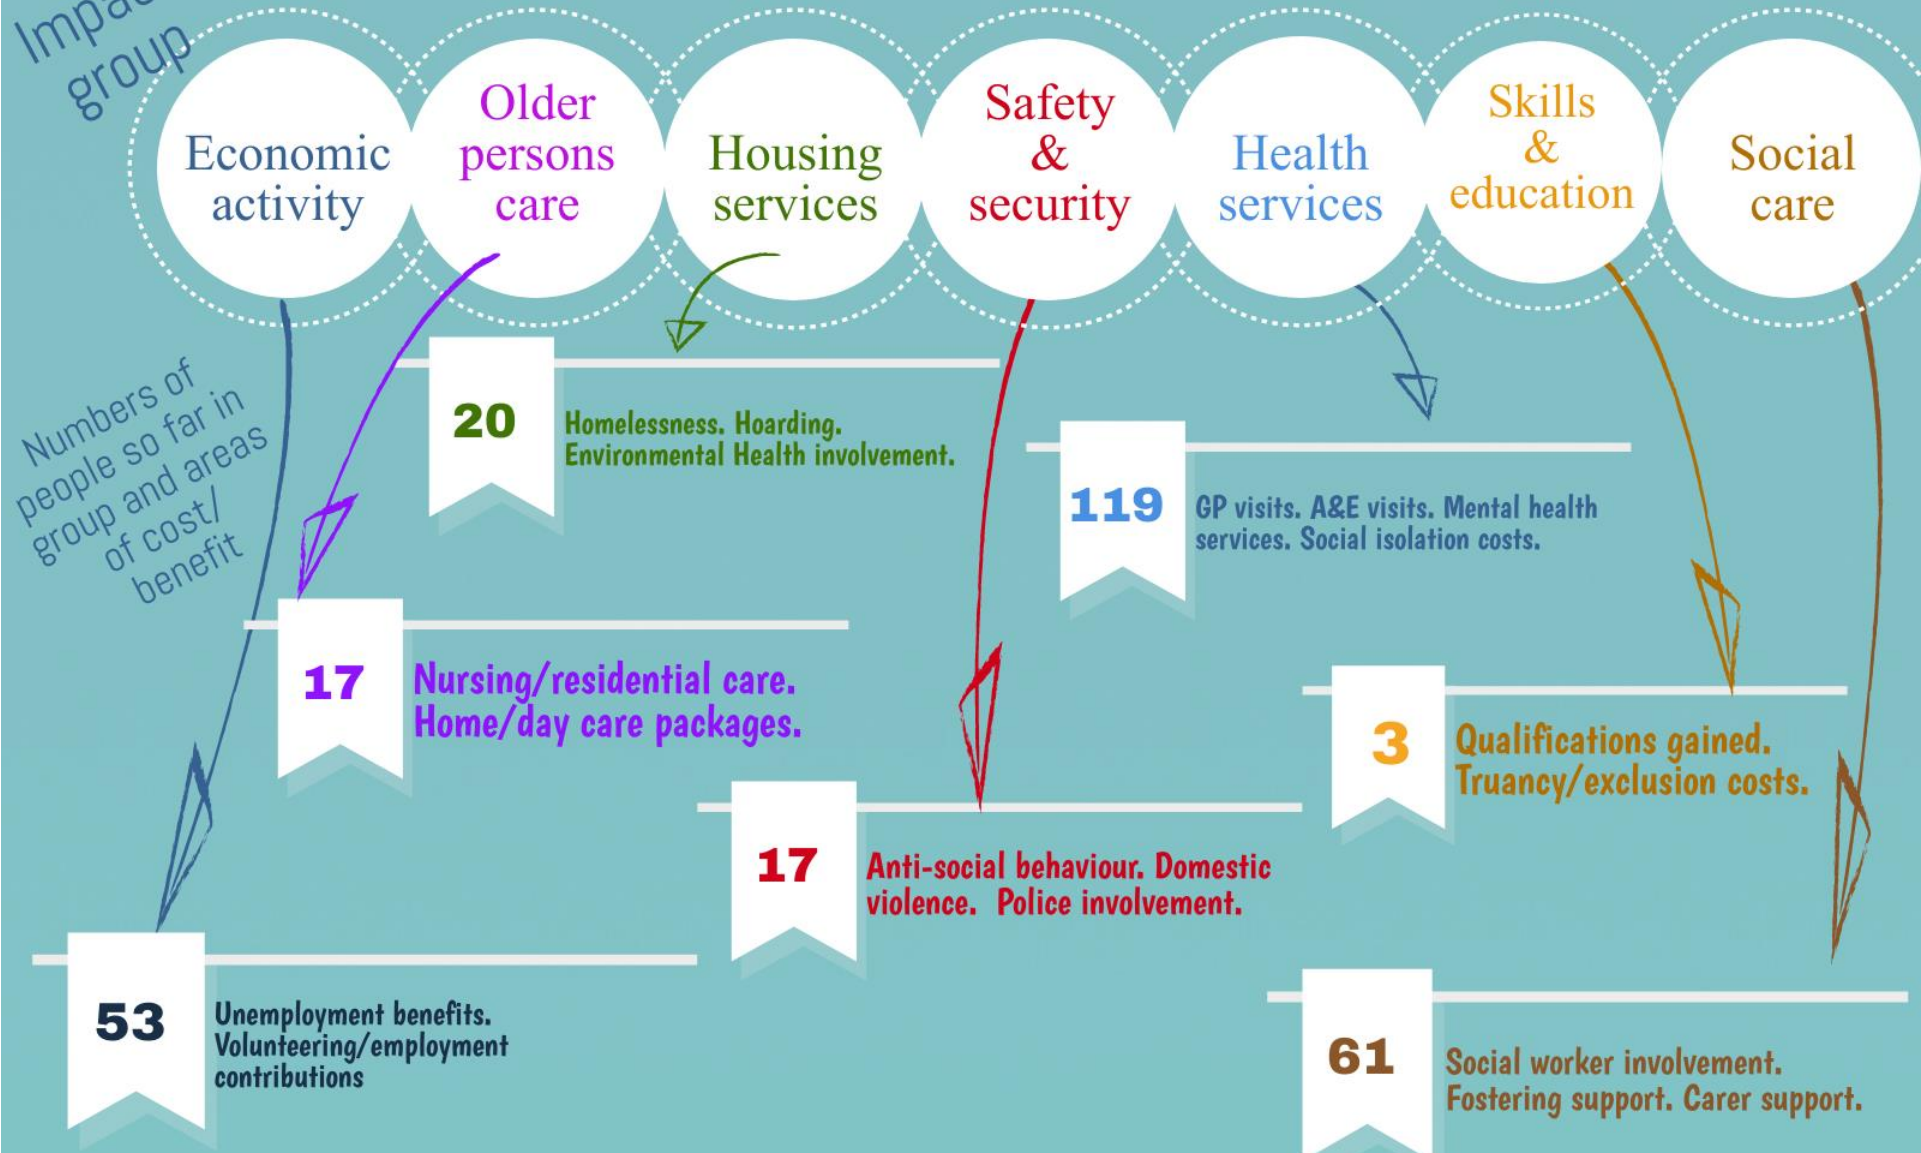 group
Economic
activity
Older
persons
care
Housing
services
Safety
&
security
Health
services
Skills
&
education
Social
care
Numbers of
people so far in
group and areas
of cost/
benefit
20
Homelessness. Hoarding.
Environmental Health involvement.
119
GP visits. A&E visits. Mental health
services. Social isolation costs.
17
Nursing/residential care.
Home/day care packages.
3
Qualifications gained.
Truancy/exclusion costs.
17
Anti-social behaviour. Domestic
violence.  Police involvement.
53
Unemployment benefits.
Volunteering/employment
contributions
61
Social worker involvement.
Fostering support. Carer support.